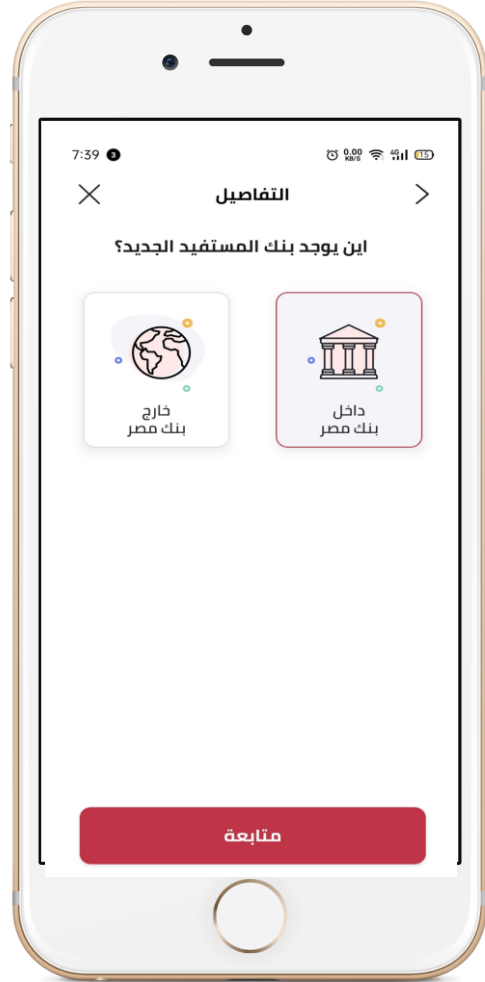 7:39 3
0.00 KB/S 4G 15
التفاصيل
اين يوجد بنك المستفيد الجديد؟
داخل
بنك مصر
خارج
بنك مصر
متابعة